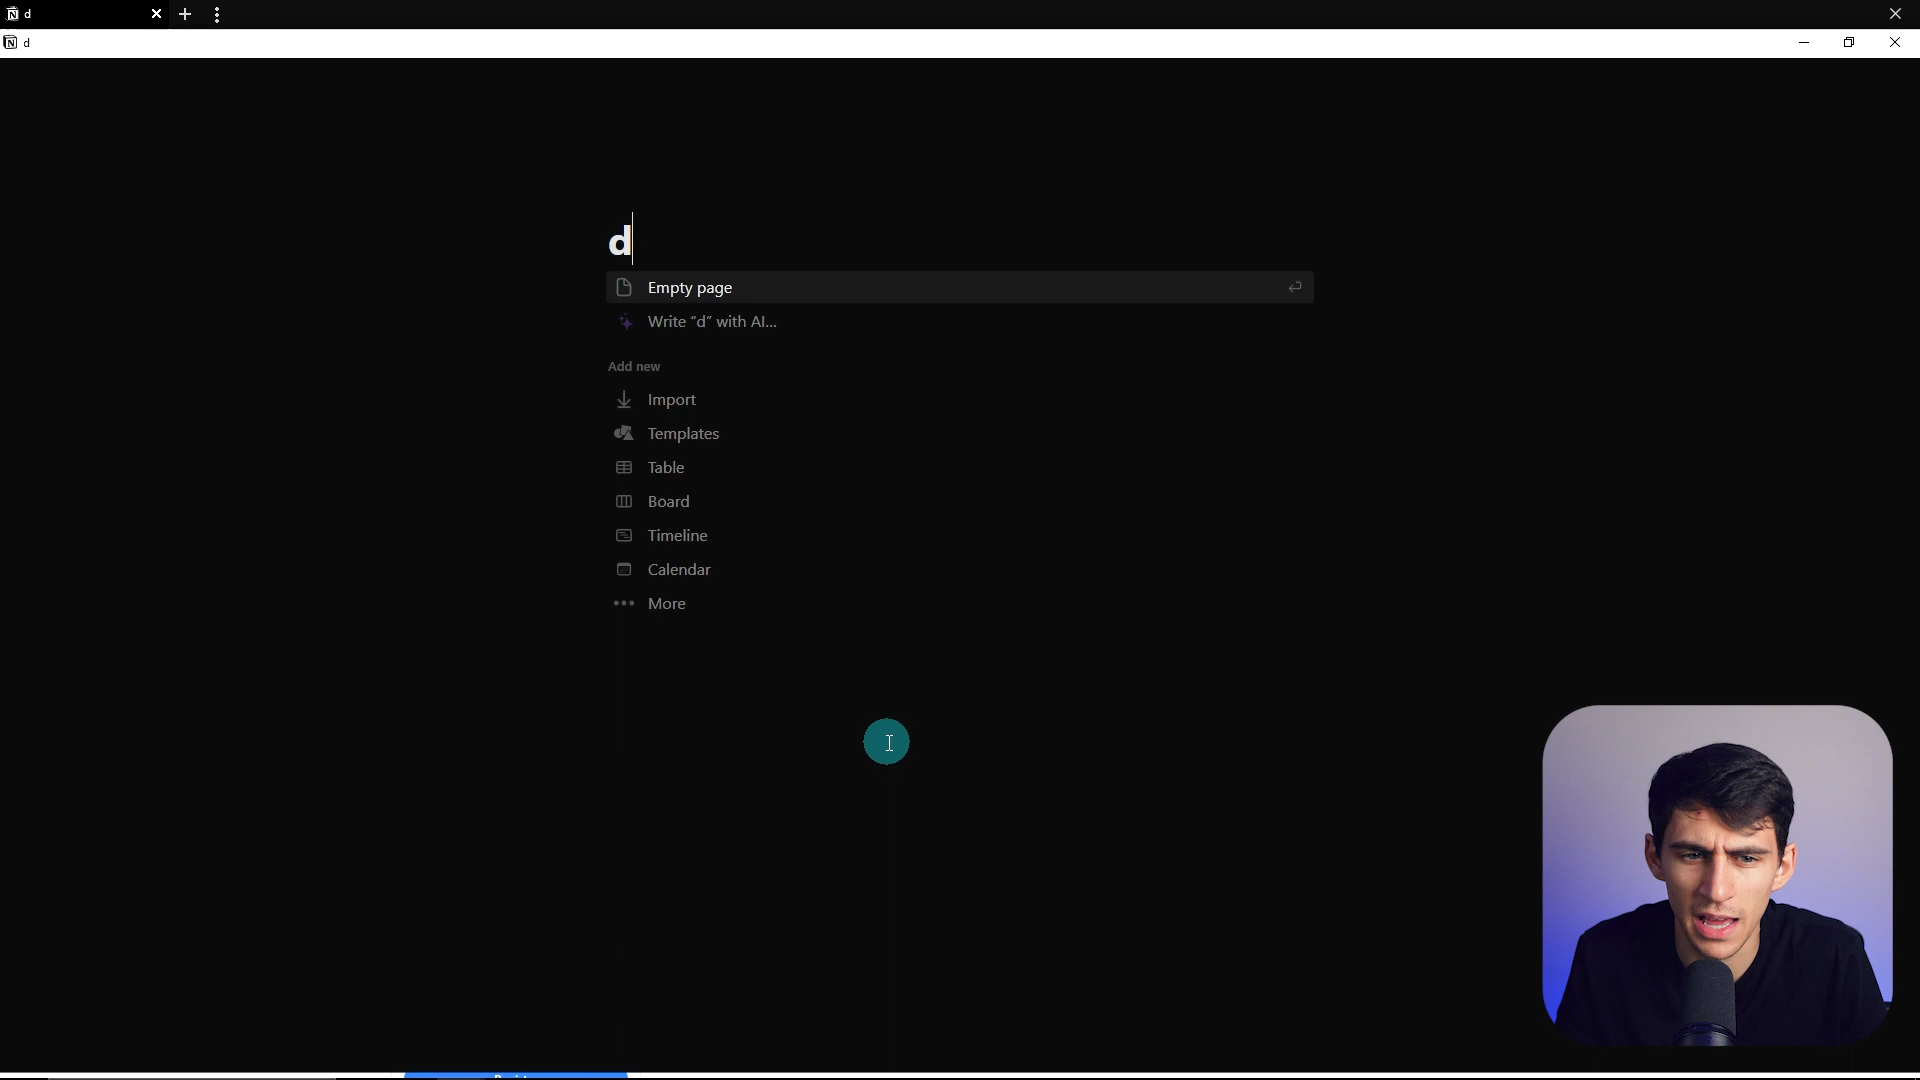 d
d
d
Empty page
Write “d” with AI...
Add new
Import
Templates
Table
Board
Timeline
Calendar
More